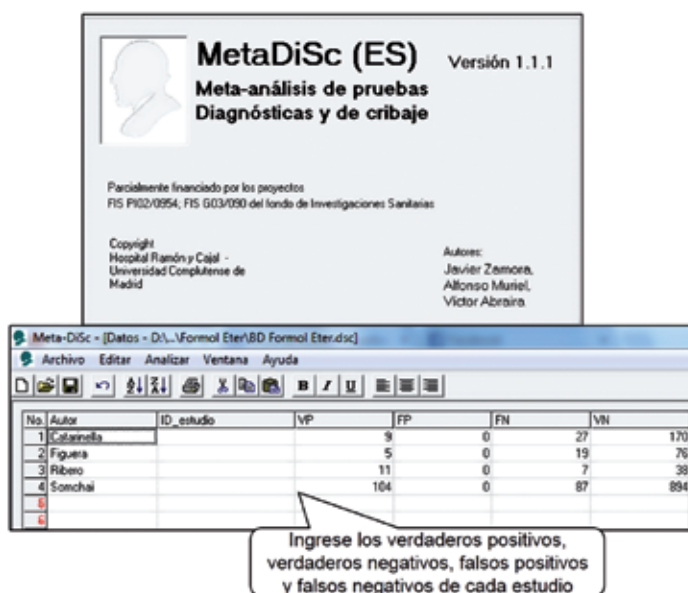 MetaDiSc (ES) Versión 1.1.1
Meta-análisis de pruebas
Diagnósticas y de cribaje
Parcialmente financiado por los proyectos
FIS PI02/0954; FIS G03/090 del fondo de Investigaciones Sanitarias
Copyright
Hospital Ramón y Cajal -
Universidad Complutense de
Madrid
Autores:
Javier Zamora,
Alfonso Muriel,
Víctor Abraira.
Meta-DiSc - [Datos - D:\...\Formol Eter\BD Formol Eter.dsc]
Archivo Editar Analizar Ventana Ayuda
No. Autor ID_estudio VP FP FN VN
1 Catarinella 9 0 27 170
2 Figuera 5 0 19 76
3 Ribero 11 0 7 38
4 Somchai 104 0 87 894
5
6
Ingrese los verdaderos positivos,
verdaderos negativos, falsos positivos
y falsos negativos de cada estudio